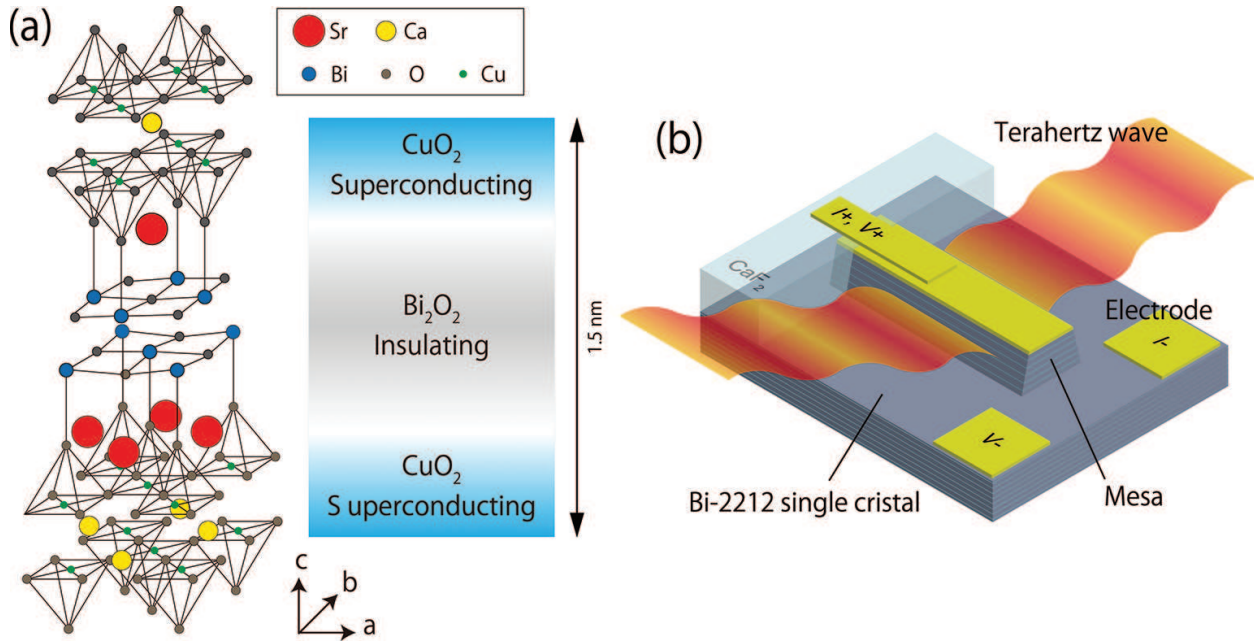 (a)
Sr
Ca
Bi
O
Cu
CuO₂
Superconducting
Bi₂O₂
Insulating
CuO₂
S uperconducting
1.5 nm
c
b
a
(b)
Terahertz wave
I+, V+
CaF₂
Electrode
I-
V-
Mesa
Bi-2212 single cristal